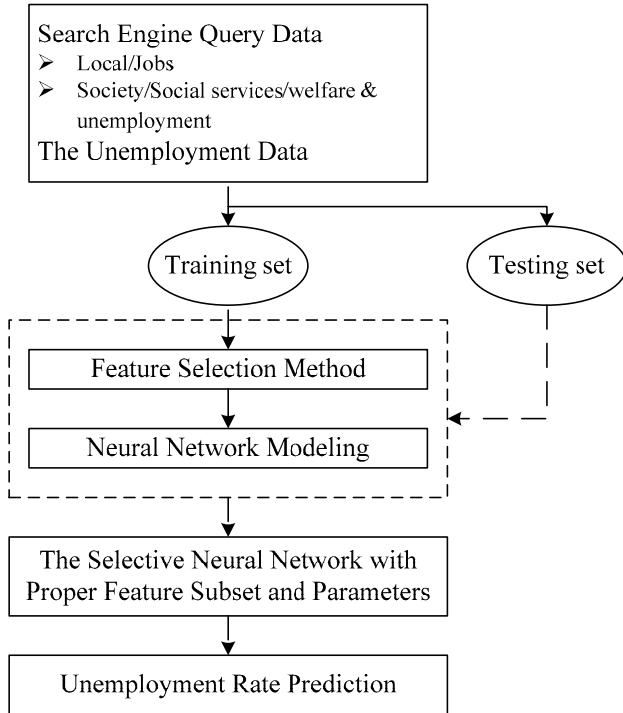 Search Engine Query Data
➢ Local/Jobs
➢ Society/Social services/welfare &
unemployment
The Unemployment Data
Training set
Testing set
Feature Selection Method
Neural Network Modeling
The Selective Neural Network with
Proper Feature Subset and Parameters
Unemployment Rate Prediction